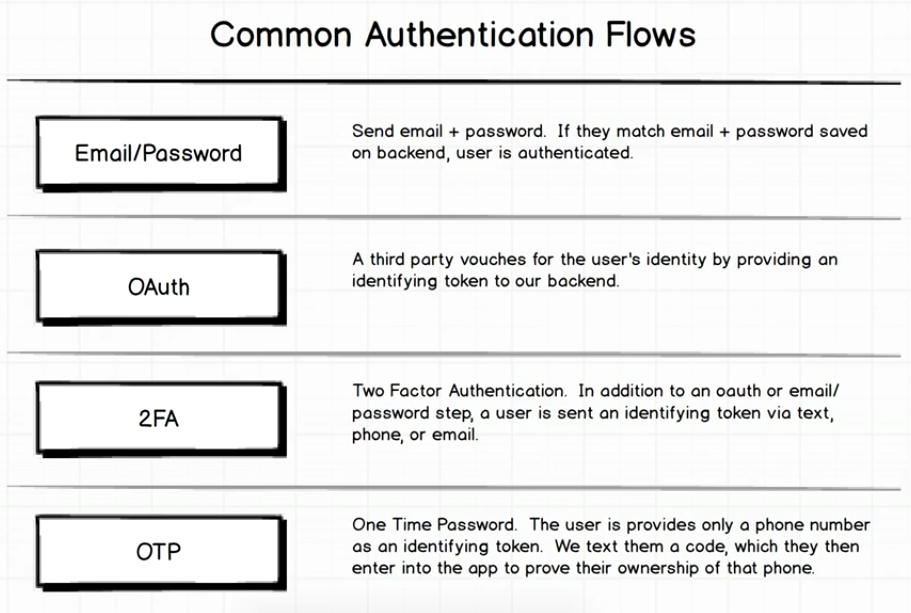 Common Authentication Flows
Email/Password
Send email + password. If they match email + password saved
on backend, user is authenticated.
OAuth
A third party vouches for the user's identity by providing an
identifying token to our backend.
2FA
Two Factor Authentication. In addition to an oauth or email/
password step, a user is sent an identifying token via text,
phone, or email.
OTP
One Time Password. The user is provides only a phone number
as an identifying token. We text them a code, which they then
enter into the app to prove their ownership of that phone.